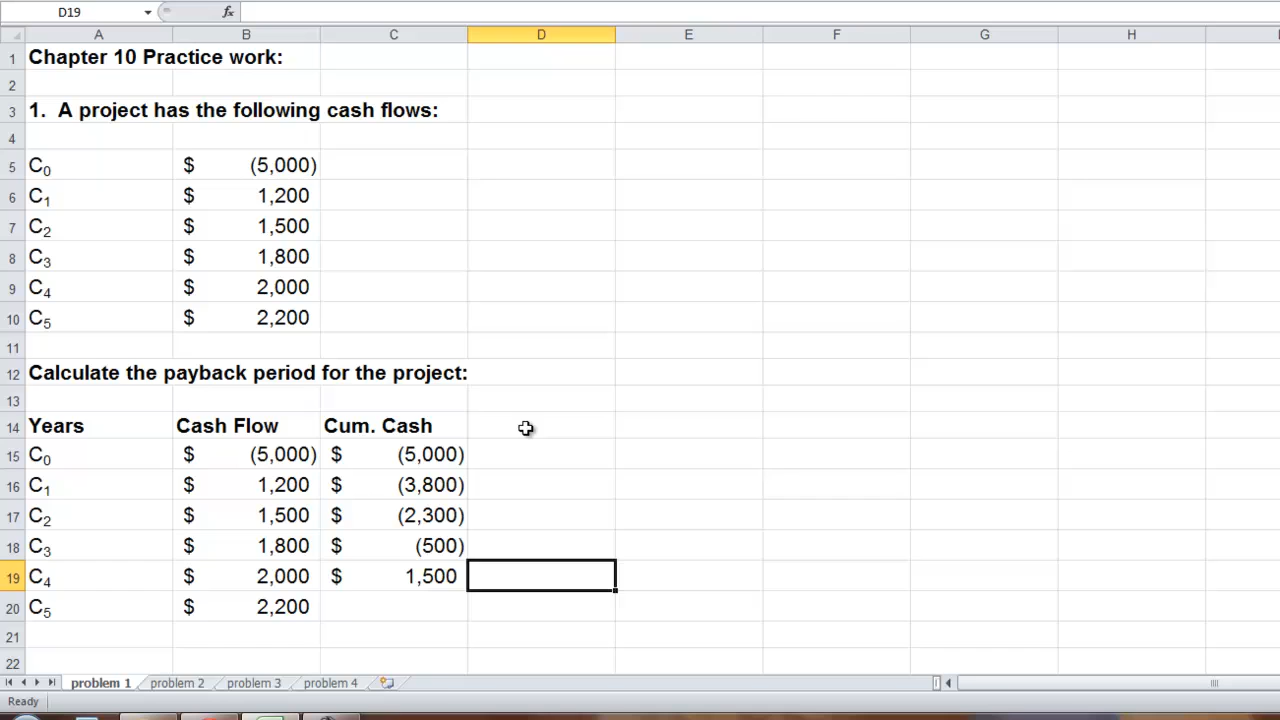 D19 fx
A B C D E F G H
1 Chapter 10 Practice work:
2
3 1. A project has the following cash flows:
4
5 C0 $ (5,000)
6 C1 $ 1,200
7 C2 $ 1,500
8 C3 $ 1,800
9 C4 $ 2,000
10 C5 $ 2,200
11
12 Calculate the payback period for the project:
13
14 Years Cash Flow Cum. Cash
15 C0 $ (5,000) $ (5,000)
16 C1 $ 1,200 $ (3,800)
17 C2 $ 1,500 $ (2,300)
18 C3 $ 1,800 $ (500)
19 C4 $ 2,000 $ 1,500
20 C5 $ 2,200
21
22
problem 1 problem 2 problem 3 problem 4
Ready